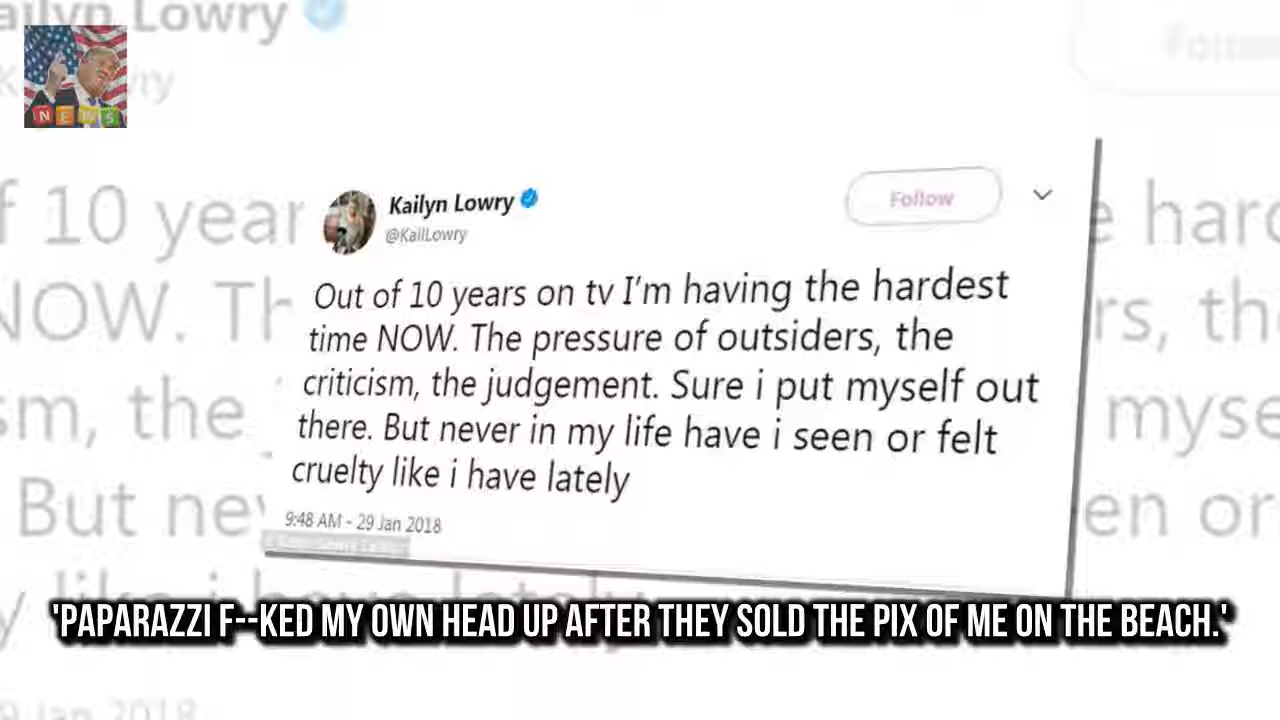 ailyn Lowry
NEWS
Kailyn Lowry
@KailLowry
Follow
Out of 10 years on tv I'm having the hardest
time NOW. The pressure of outsiders, the
criticism, the judgement. Sure i put myself out
there. But never in my life have i seen or felt
cruelty like i have lately
9:48 AM - 29 Jan 2018
'PAPARAZZI F--KED MY OWN HEAD UP AFTER THEY SOLD THE PIX OF ME ON THE BEACH.'